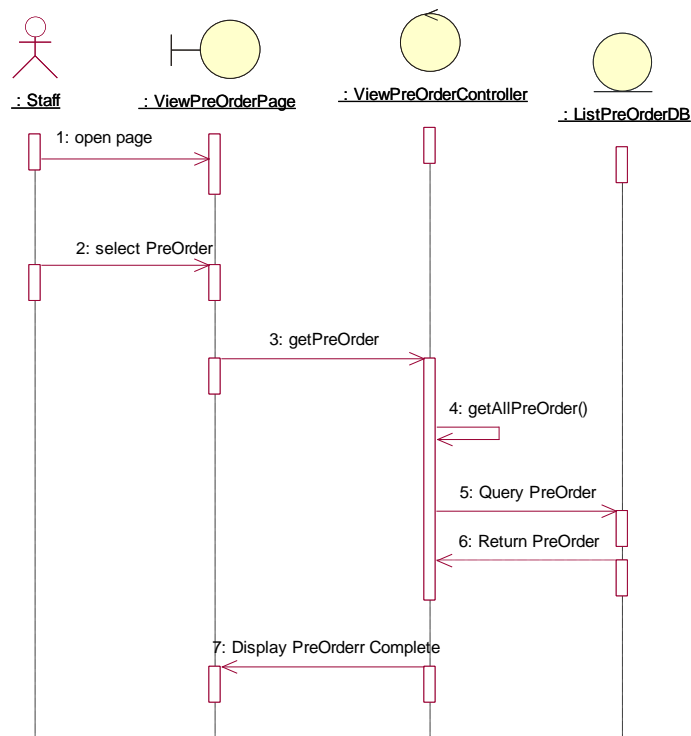 : Staff
: ViewPreOrderPage
: ViewPreOrderController
: ListPreOrderDB
1: open page
2: select PreOrder
3: getPreOrder
4: getAllPreOrder()
5: Query PreOrder
6: Return PreOrder
7: Display PreOrderr Complete